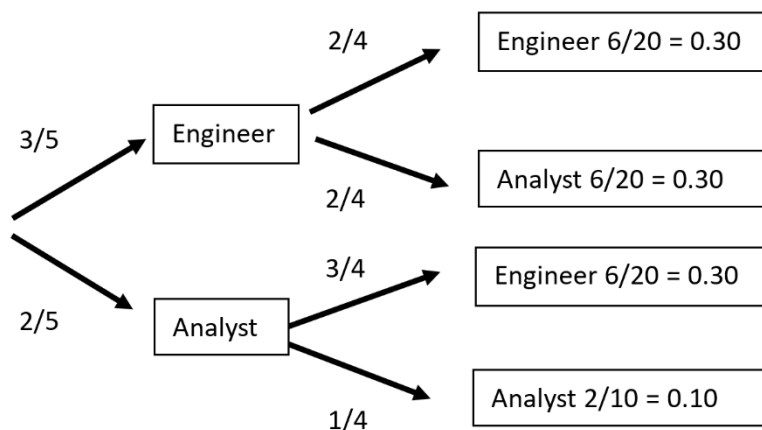 2/4
Engineer 6/20 = 0.30
3/5
Engineer
2/4
Analyst 6/20 = 0.30
2/5
Analyst
3/4
Engineer 6/20 = 0.30
1/4
Analyst 2/10 = 0.10